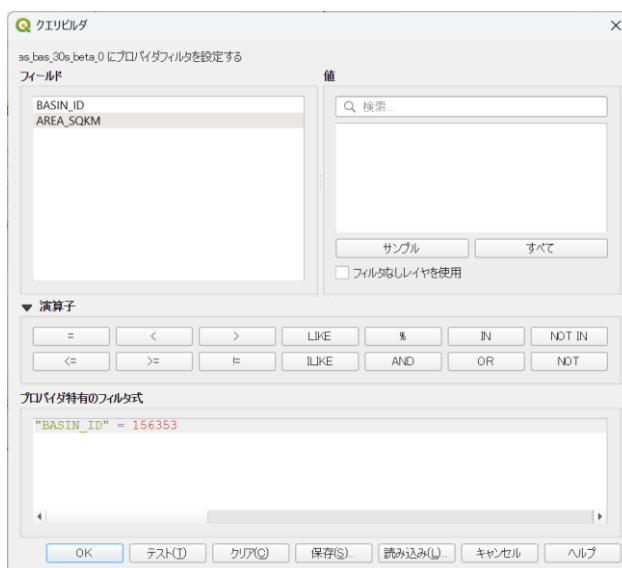 クエリビルダ
as_bas_30s_beta_0 にプロバイダフィルタを設定する
フィールド
値
BASIN_ID
AREA_SQKM
検索...
サンプル
すべて
フィルタなしレイヤを使用
演算子
=
<
>
LIKE
%
IN
NOT IN
<=
>=
!=
ILIKE
AND
OR
NOT
プロバイダ特有のフィルタ式
"BASIN_ID" = 156353
OK
テスト(T)
クリア(C)
保存(S)...
読み込み(L)...
キャンセル
ヘルプ